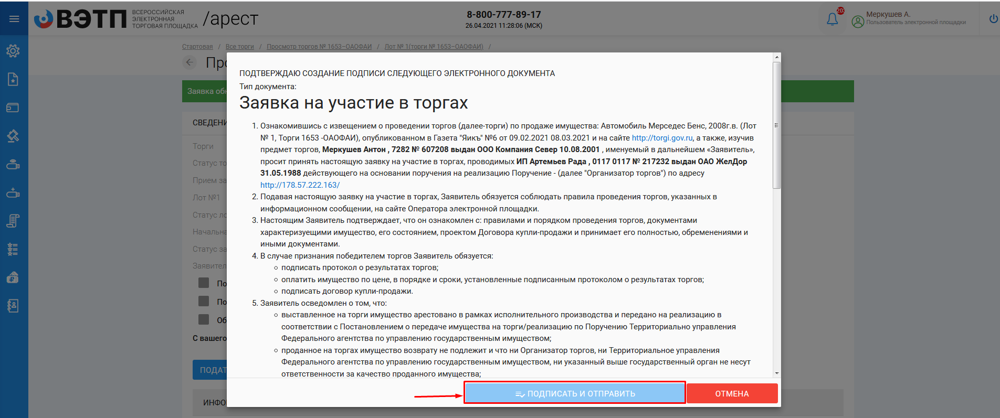 ВЭТП
ВСЕРОССИЙСКАЯ
ЭЛЕКТРОННАЯ
ТОРГОВАЯ ПЛОЩАДКА
/арест
8-800-777-89-17
26.04.2021 11:28:06 (МСК)
Меркушев А.
Пользователь электронной площадки
Стартовая / Все торги / Просмотр торгов № 1653–ОАОФАИ / Лот № 1(торги № 1653–ОАОФАИ) /
ПОДТВЕРЖДАЮ СОЗДАНИЕ ПОДПИСИ СЛЕДУЮЩЕГО ЭЛЕКТРОННОГО ДОКУМЕНТА
Тип документа:
Заявка на участие в торгах
1. Ознакомившись с извещением о проведении торгов (далее-торги) по продаже имущества: Автомобиль Мерседес Бенс, 2008г.в. (Лот
№ 1, Торги 1653 -ОАОФАИ), опубликованном в Газета "Яикъ" №6 от 09.02.2021 08.03.2021 и на сайте http://torgi.gov.ru, а также, изучив
предмет торгов, Меркушев Антон , 7282 № 607208 выдан ООО Компания Север 10.08.2001 , именуемый в дальнейшем «Заявитель»,
просит принять настоящую заявку на участие в торгах, проводимых ИП Артемьев Рада , 0117 0117 № 217232 выдан ОАО ЖелДор
31.05.1988 действующего на основании поручения на реализацию Поручение - (далее "Организатор торгов") по адресу
http://178.57.222.163/
2. Подавая настоящую заявку на участие в торгах, Заявитель обязуется соблюдать правила проведения торгов, указанных в
информационном сообщении, на сайте Оператора электронной площадки.
3. Настоящим Заявитель подтверждает, что он ознакомлен с: правилами и порядком проведения торгов, документами
характеризуещими имущество, его состоянием, проектом Договора купли-продажи и принимает его полностью, обременениями и
иными документами.
4. В случае признания победителем торгов Заявитель обязуется:
подписать протокол о результатах торгов;
оплатить имущество по цене, в порядке и сроки, установленные подписанным протоколом о результатах торгов;
подписать договор купли-продажи.
5. Заявитель осведомлен о том, что:
выставленное на торги имущество арестовано в рамках исполнительного производства и передано на реализацию в
соответствии с Постановлением о передаче имущества на торги/реализацию по Поручению Территориально управления
Федерального агентства по управлению государственным имуществом;
проданное на торгах имущество возврату не подлежит и что ни Организатор торгов, ни Территориальное управления
Федерального агентства по управлению государственным имуществом, ни указанный выше государственный орган не несут
ответственности за качество проданного имущества;
ПОДПИСАТЬ И ОТПРАВИТЬ
ОТМЕНА
Про
Заявка обн
СВЕДЕНИ
Торги
Статус то
Прием за
Лот №1
Статус ло
Начальна
Статус за
Заявител
По
По
Об
С вашего
ПОДАТ
ИНФО